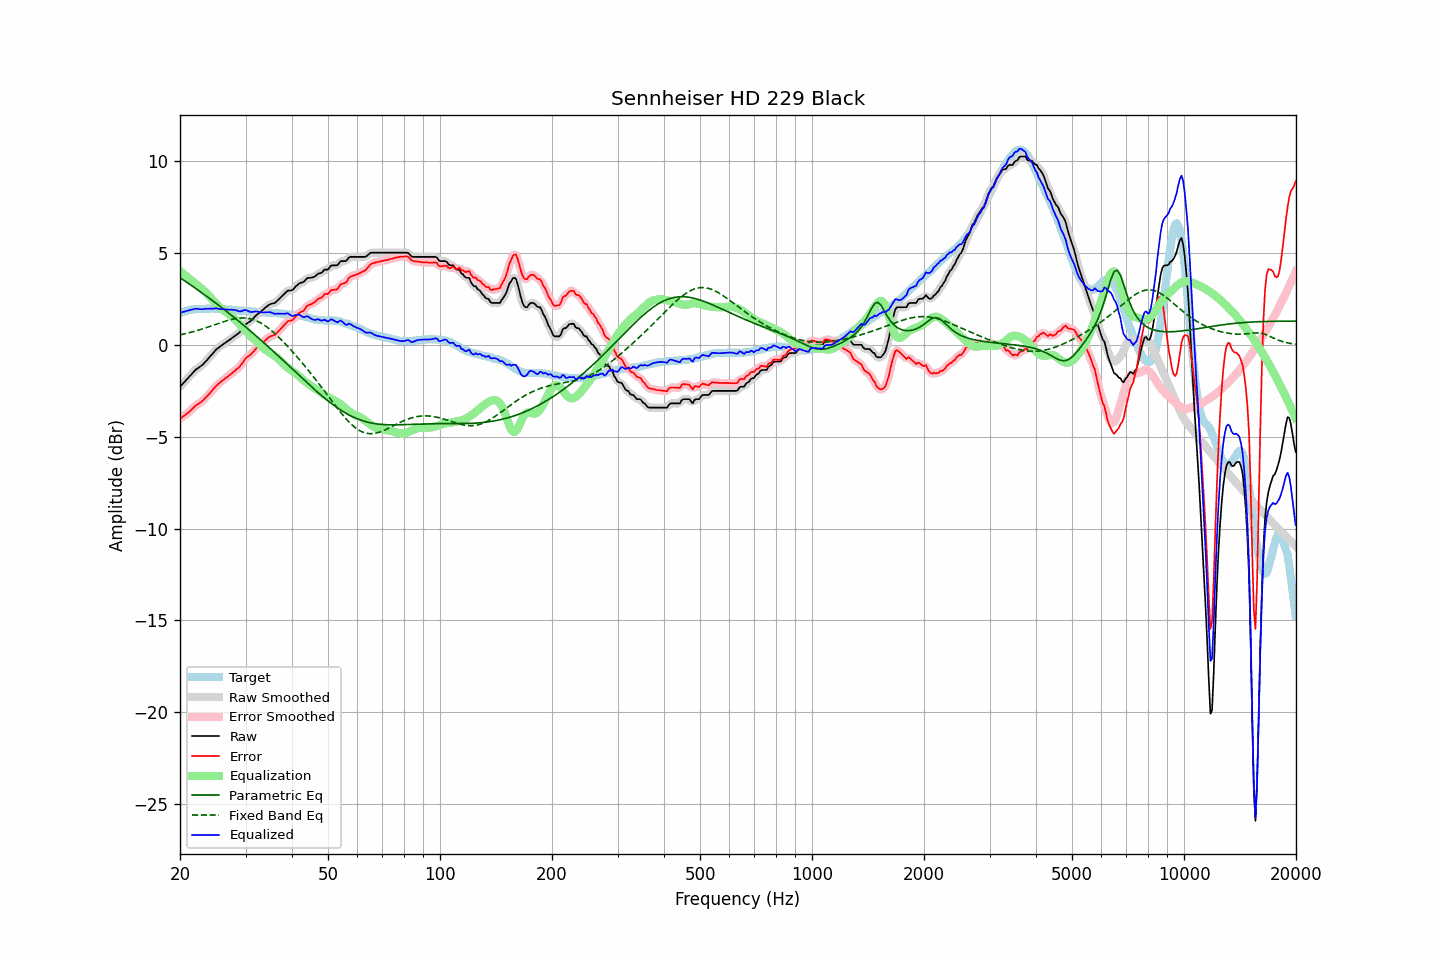 Sennheiser HD 229 Black
10
5
0
−5
−10
−15
−20
−25
Amplitude (dBr)
Target
Raw Smoothed
Error Smoothed
Raw
Error
Equalization
Parametric Eq
Fixed Band Eq
Equalized
20 50 100 200 500 1000 2000 5000 10000 20000
Frequency (Hz)